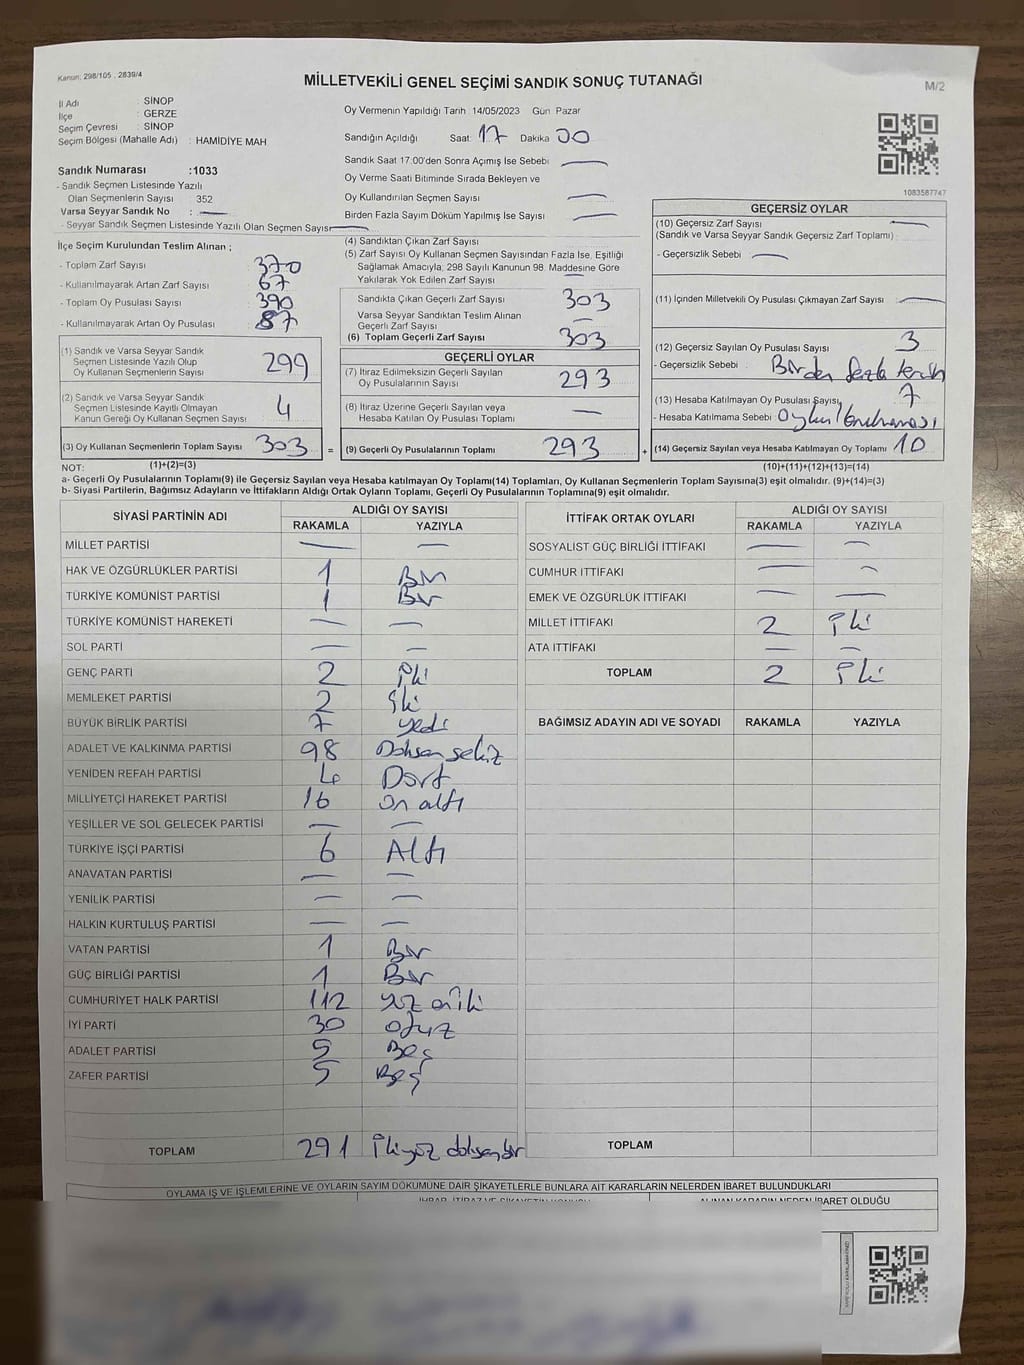 Kanun: 298/105 , 2839/4
MİLLETVEKİLİ GENEL SEÇİMİ SANDIK SONUÇ TUTANAĞI
M/2
İl Adı : SİNOP
İlçe : GERZE
Seçim Çevresi : SİNOP
Seçim Bölgesi (Mahalle Adı) : HAMİDİYE MAH
Sandık Numarası :1033
- Sandık Seçmen Listesinde Yazılı
Olan Seçmenlerin Sayısı 352
Varsa Seyyar Sandık No : —
- Seyyar Sandık Seçmen Listesinde Yazılı Olan Seçmen Sayısı —
Oy Vermenin Yapıldığı Tarih 14/05/2023 Gün Pazar
Sandığın Açıldığı Saat: 17 Dakika 00
Sandık Saat 17.00'den Sonra Açımış İse Sebebi —
Oy Verme Saati Bitiminde Sırada Bekleyen ve
Oy Kullandırılan Seçmen Sayısı —
Birden Fazla Sayım Döküm Yapılmış İse Sayısı —
1083587747
İlçe Seçim Kurulundan Teslim Alınan ;
- Toplam Zarf Sayısı : 370
- Kullanılmayarak Artan Zarf Sayısı : 67
- Toplam Oy Pusulası Sayısı : 390
- Kullanılmayarak Artan Oy Pusulası : 87
(4) Sandıktan Çıkan Zarf Sayısı
(5) Zarf Sayısı Oy Kullanan Seçmen Sayısından Fazla İse, Eşitliği
Sağlamak Amacıyla; 298 Sayılı Kanunun 98. Maddesine Göre
Yakılarak Yok Edilen Zarf Sayısı —
Sandıkta Çıkan Geçerli Zarf Sayısı 303
Varsa Seyyar Sandıktan Teslim Alınan
Geçerli Zarf Sayısı —
(6) Toplam Geçerli Zarf Sayısı 303
GEÇERSİZ OYLAR
(10) Geçersiz Zarf Sayısı —
(Sandık ve Varsa Seyyar Sandık Geçersiz Zarf Toplamı) :
- Geçersizlik Sebebi : —
(11) İçinden Milletvekili Oy Pusulası Çıkmayan Zarf Sayısı : —
(12) Geçersiz Sayılan Oy Pusulası Sayısı 3
- Geçersizlik Sebebi : Birden fazla tercih
(13) Hesaba Katılmayan Oy Pusulası Sayısı 7
- Hesaba Katılmama Sebebi :
(14) Geçersiz Sayılan veya Hesaba Katılmayan Oy Toplamı 10
(10)+(11)+(12)+(13)=(14)
(1) Sandık ve Varsa Seyyar Sandık
Seçmen Listesinde Yazılı Olup
Oy Kullanan Seçmenlerin Sayısı 299
(2) Sandık ve Varsa Seyyar Sandık
Seçmen Listesinde Kayıtlı Olmayan
Kanun Gereği Oy Kullanan Seçmen Sayısı 4
(3) Oy Kullanan Seçmenlerin Toplam Sayısı 303 =
(1)+(2)=(3)
GEÇERLİ OYLAR
(7) İtiraz Edilmeksizin Geçerli Sayılan
Oy Pusulalarının Sayısı 293
(8) İtiraz Üzerine Geçerli Sayılan veya
Hesaba Katılan Oy Pusulası Toplamı —
(9) Geçerli Oy Pusulalarının Toplamı 293 +
NOT:
a- Geçerli Oy Pusulalarının Toplamı(9) ile Geçersiz Sayılan veya Hesaba katılmayan Oy Toplamı(14) Toplamları, Oy Kullanan Seçmenlerin Toplam Sayısına(3) eşit olmalıdır. (9)+(14)=(3)
b- Siyasi Partilerin, Bağımsız Adayların ve İttifakların Aldığı Ortak Oyların Toplamı, Geçerli Oy Pusulalarının Toplamına(9) eşit olmalıdır.
SİYASİ PARTİNİN ADI ALDIĞI OY SAYISI
RAKAMLA YAZIYLA
MİLLET PARTİSİ — —
HAK VE ÖZGÜRLÜKLER PARTİSİ 1 Bir
TÜRKİYE KOMÜNİST PARTİSİ 1 Bir
TÜRKİYE KOMÜNİST HAREKETİ — —
SOL PARTİ — —
GENÇ PARTİ 2 İki
MEMLEKET PARTİSİ 2 İki
BÜYÜK BİRLİK PARTİSİ 7 yedi
ADALET VE KALKINMA PARTİSİ 98 Doksan sekiz
YENİDEN REFAH PARTİSİ 4 Dört
MİLLİYETÇİ HAREKET PARTİSİ 16 on altı
YEŞİLLER VE SOL GELECEK PARTİSİ — —
TÜRKİYE İŞÇİ PARTİSİ 6 Altı
ANAVATAN PARTİSİ — —
YENİLİK PARTİSİ — —
HALKIN KURTULUŞ PARTİSİ — —
VATAN PARTİSİ 1 Bir
GÜÇ BİRLİĞİ PARTİSİ 1 Bir
CUMHURİYET HALK PARTİSİ 112 yüz oniki
İYİ PARTİ 30 otuz
ADALET PARTİSİ 5 Beş
ZAFER PARTİSİ 5 Beş
TOPLAM 291 İkiyüz doksan bir
İTTİFAK ORTAK OYLARI ALDIĞI OY SAYISI
RAKAMLA YAZIYLA
SOSYALİST GÜÇ BİRLİĞİ İTTİFAKI — —
CUMHUR İTTİFAKI — —
EMEK VE ÖZGÜRLÜK İTTİFAKI — —
MİLLET İTTİFAKI 2 İki
ATA İTTİFAKI — —
TOPLAM 2 İki
BAĞIMSIZ ADAYIN ADI VE SOYADI RAKAMLA YAZIYLA
TOPLAM
OYLAMA İŞ VE İŞLEMLERİNE VE OYLARIN SAYIM DÖKÜMÜNE DAİR ŞİKAYETLERLE BUNLARA AİT KARARLARIN NELERDEN İBARET BULUNDUKLARI
İHBAR, İTİRAZ VE ŞİKAYETİN KONUSU ALINAN KARARIN NEDEN İBARET OLDUĞU